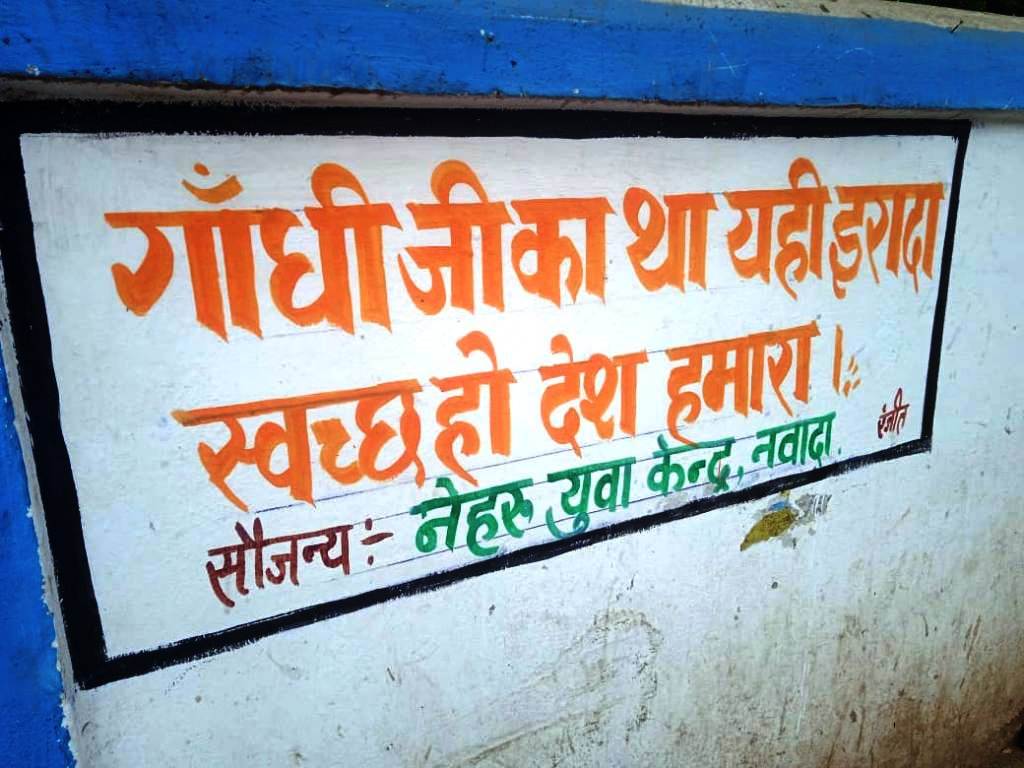 गाँधी जी का था यही इरादा
स्वच्छ हो देश हमारा ।
रंजीत
सौजन्य :- नेहरू युवा केन्द्र, नवादा